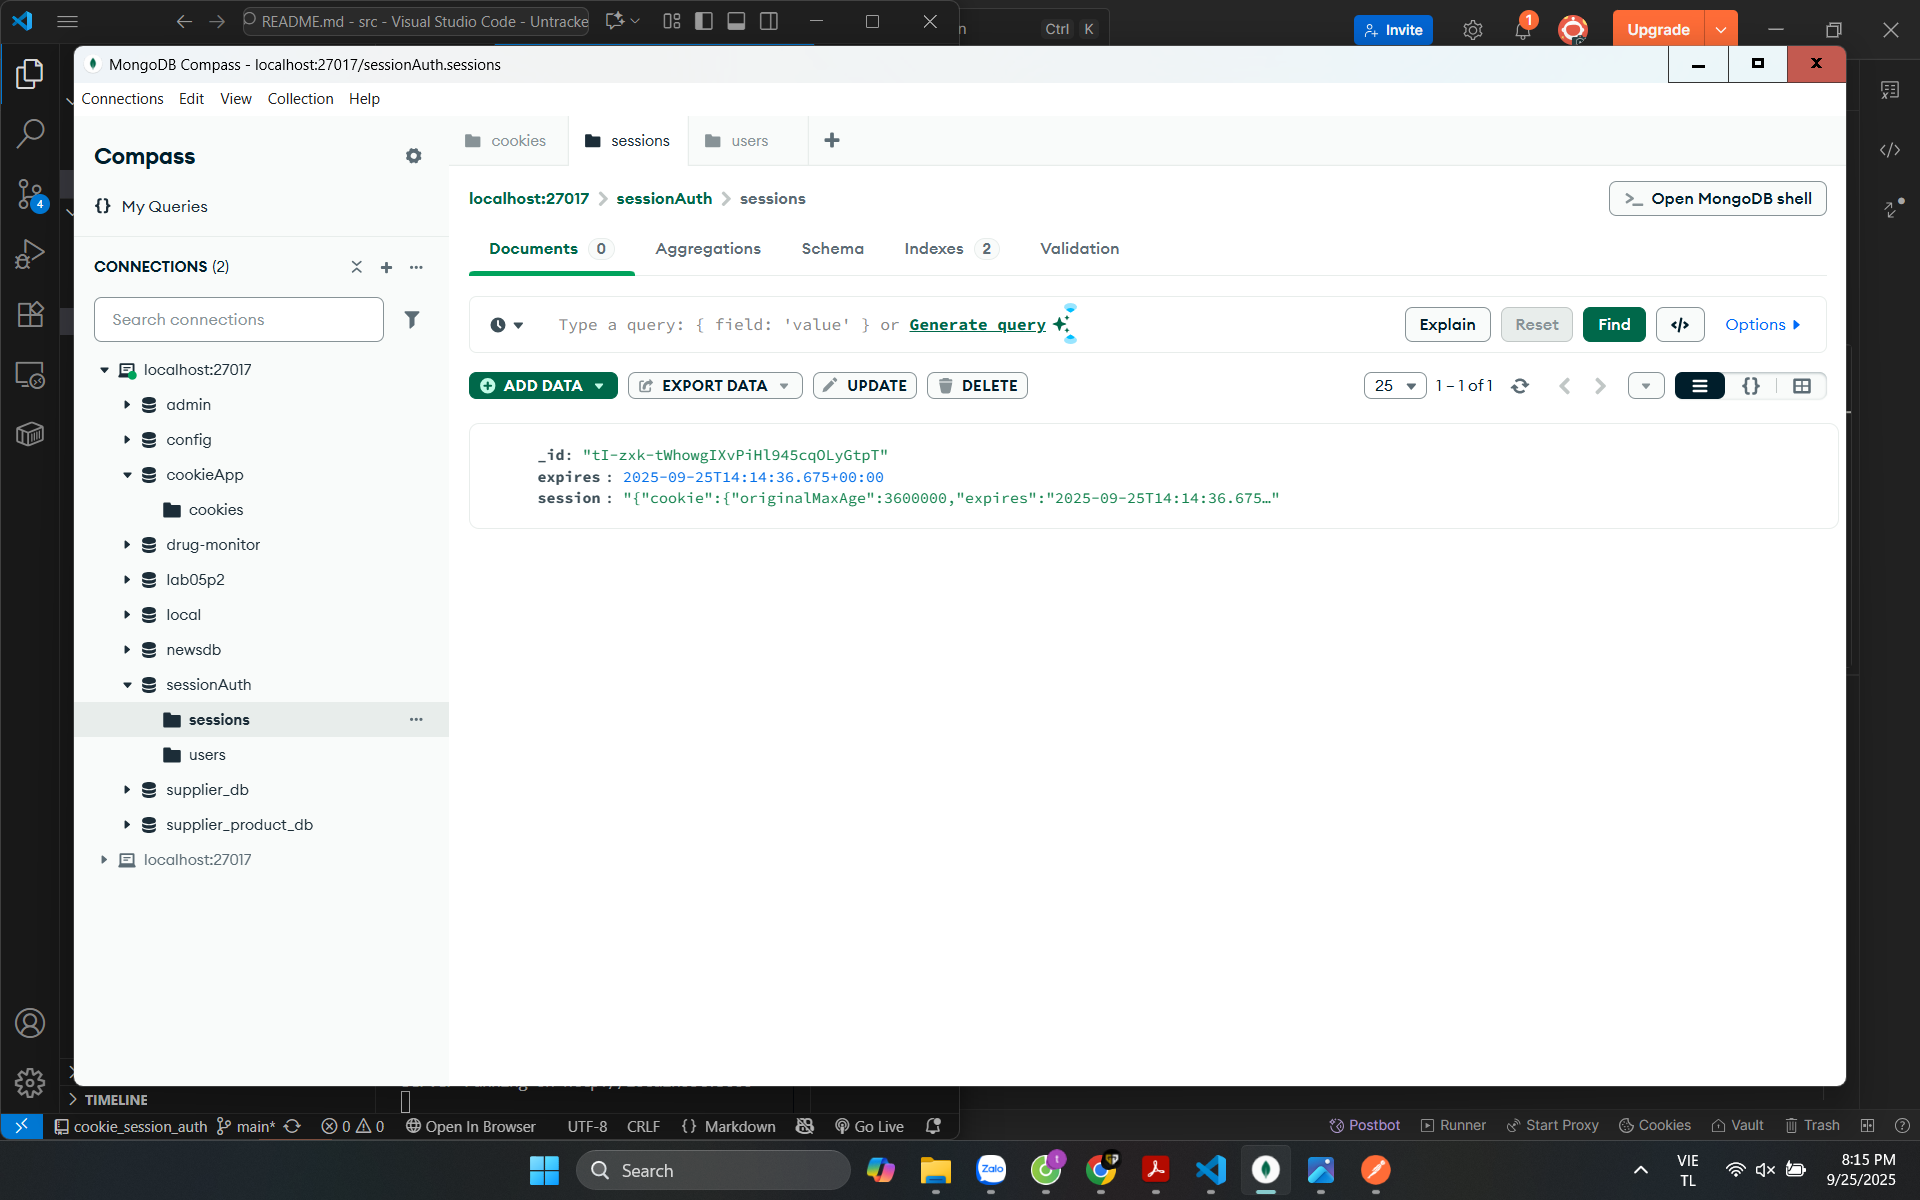 README.md - src - Visual Studio Code - Untracke
Ctrl K
Invite
1
Upgrade
MongoDB Compass - localhost:27017/sessionAuth.sessions
Connections Edit View Collection Help
Compass
{} My Queries
CONNECTIONS (2)
Search connections
localhost:27017
admin
config
cookieApp
cookies
drug-monitor
lab05p2
local
newsdb
sessionAuth
sessions
users
supplier_db
supplier_product_db
localhost:27017
cookies sessions users
localhost:27017 sessionAuth sessions
>_ Open MongoDB shell
Documents 0 Aggregations Schema Indexes 2 Validation
Type a query: { field: 'value' } or Generate query
Explain Reset Find </> Options
ADD DATA EXPORT DATA UPDATE DELETE
25 1 – 1 of 1 {}
_id: "tI-zxk-tWhowgIXvPiHl945cqOLyGtpT"
expires : 2025-09-25T14:14:36.675+00:00
session : "{"cookie":{"originalMaxAge":3600000,"expires":"2025-09-25T14:14:36.675…"
4
TIMELINE
cookie_session_auth main* 0 0 Open In Browser UTF-8 CRLF {} Markdown Go Live
Postbot Runner Start Proxy Cookies Vault Trash
Search
Zalo
t
VIE
TL
8:15 PM
9/25/2025